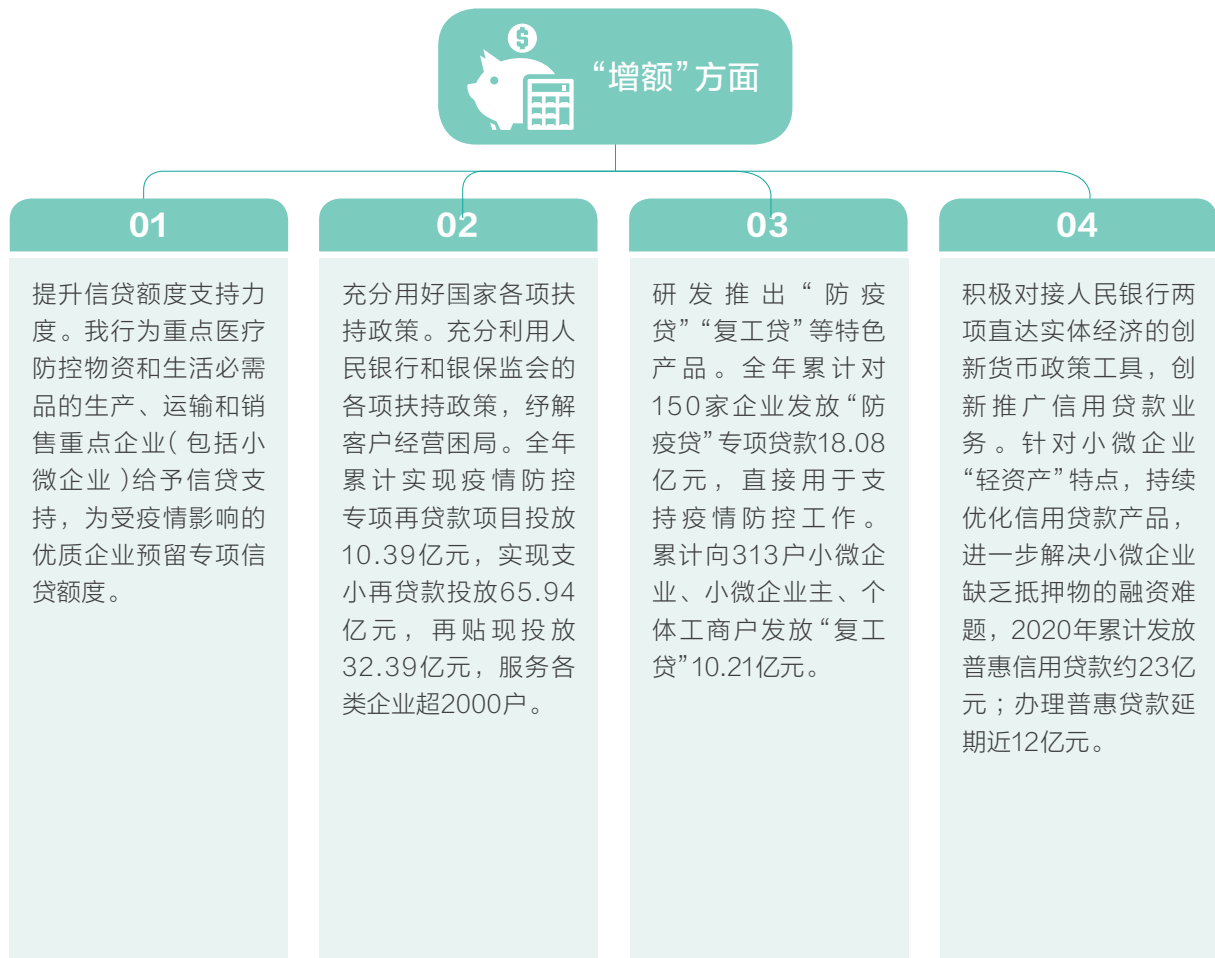 “增额”方面
01
提升信贷额度支持力
度。我行为重点医疗
防控物资和生活必需
品的生产、运输和销
售重点企业(包括小
微企业)给予信贷支
持，为受疫情影响的
优质企业预留专项信
贷额度。
02
充分用好国家各项扶
持政策。充分利用人
民银行和银保监会的
各项扶持政策，纾解
客户经营困局。全年
累计实现疫情防控
专项再贷款项目投放
10.39亿元，实现支
小再贷款投放65.94
亿元，再贴现投放
32.39亿元，服务各
类企业超2000户。
03
研发推出“防疫
贷”“复工贷”等特色
产品。全年累计对
150家企业发放“防
疫贷”专项贷款18.08
亿元，直接用于支
持疫情防控工作。
累计向313户小微企
业、小微企业主、个
体工商户发放“复工
贷”10.21亿元。
04
积极对接人民银行两
项直达实体经济的创
新货币政策工具，创
新推广信用贷款业
务。针对小微企业
“轻资产”特点，持续
优化信用贷款产品，
进一步解决小微企业
缺乏抵押物的融资难
题，2020年累计发放
普惠信用贷款约23亿
元；办理普惠贷款延
期近12亿元。